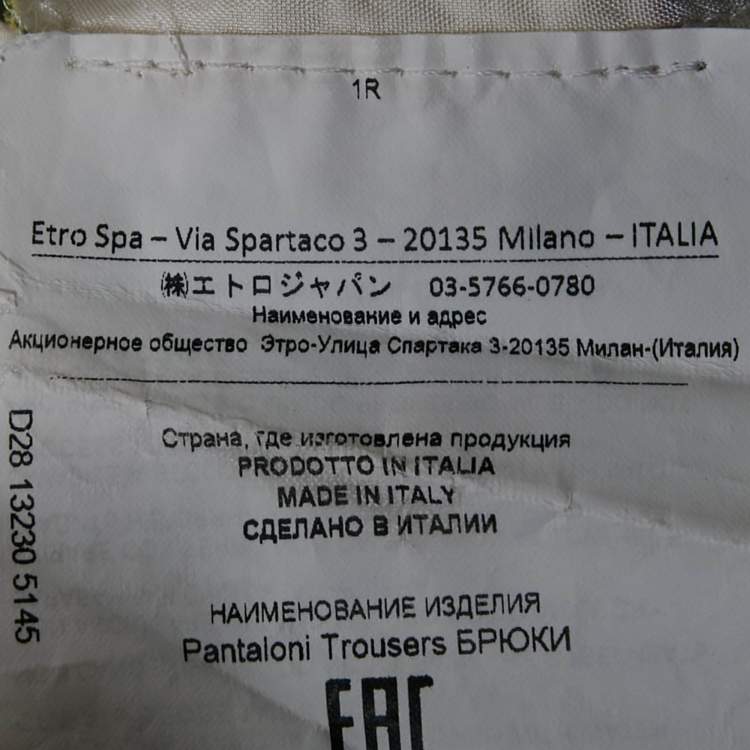 1R
Etro Spa – Via Spartaco 3 – 20135 Milano – ITALIA
㈱エトロジャパン 03-5766-0780
Наименование и адрес
Акционерное общество Этро-Улица Спартака 3-20135 Милан-(Италия)
Страна, где изготовлена продукция
PRODOTTO IN ITALIA
MADE IN ITALY
СДЕЛАНО В ИТАЛИИ
D28 13230 5145
НАИМЕНОВАНИЕ ИЗДЕЛИЯ
Pantaloni Trousers БРЮКИ
EAC